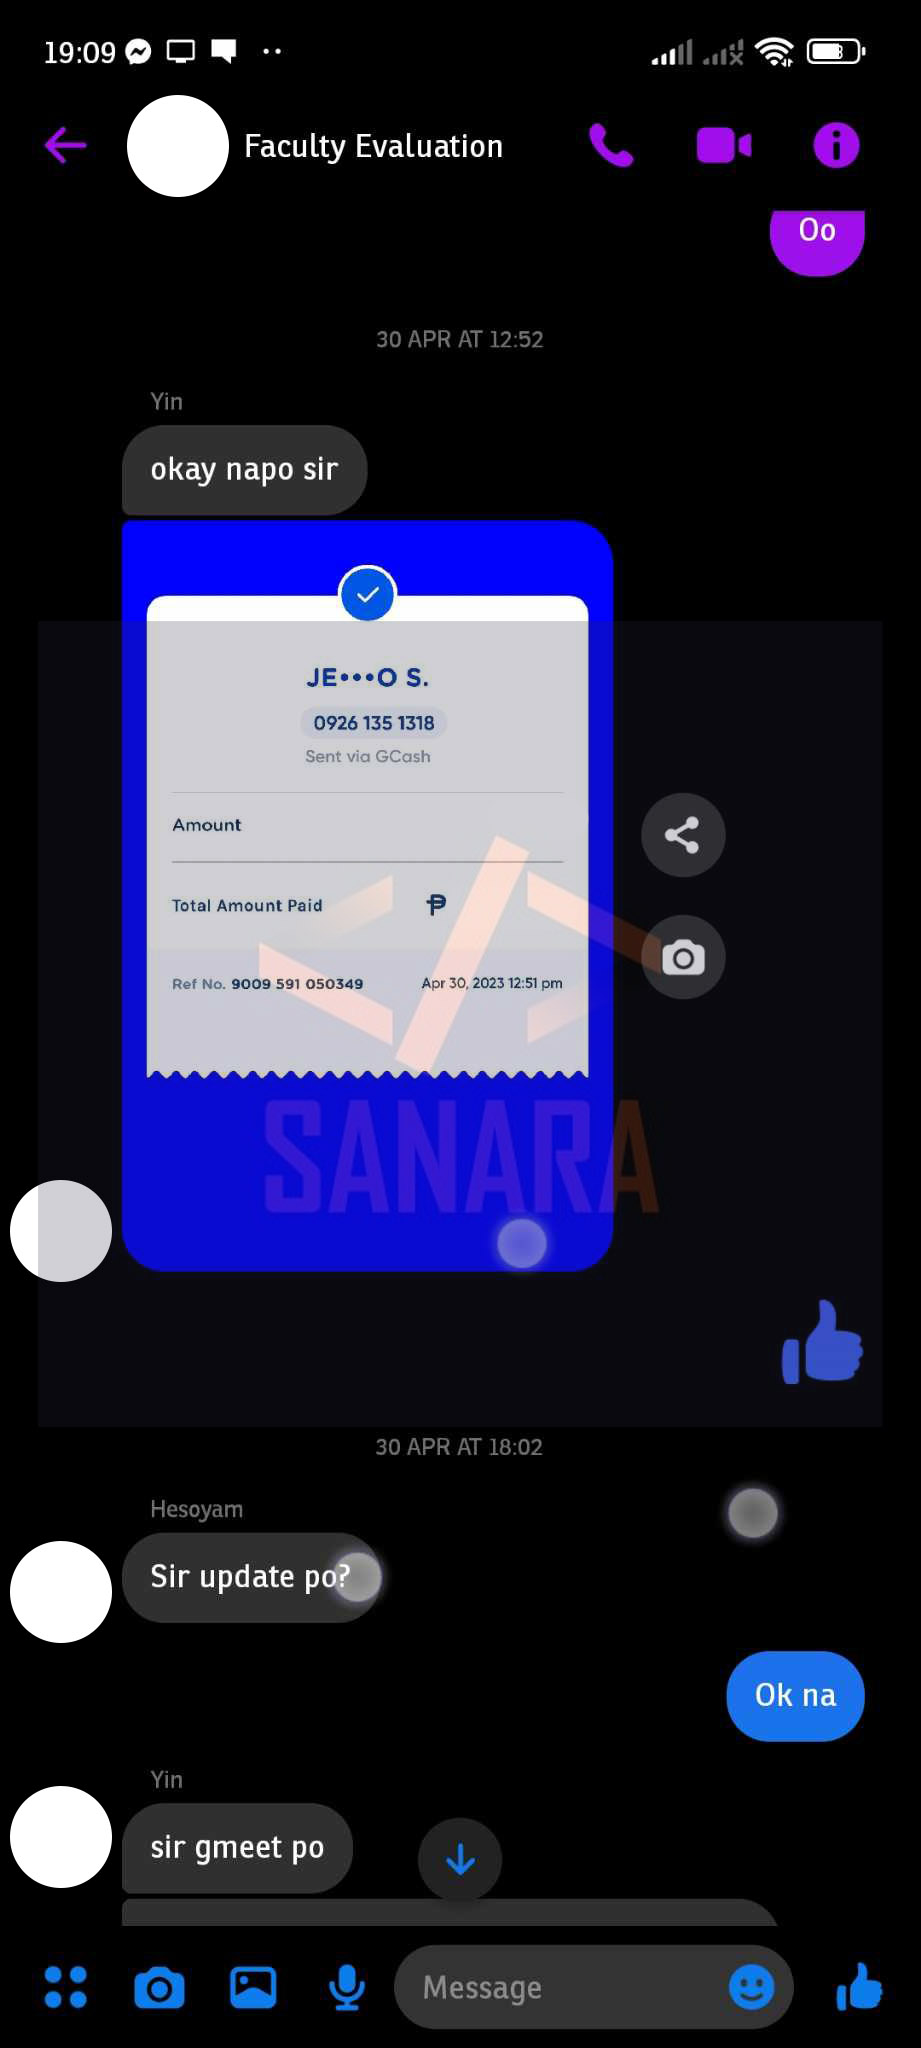 19:09
Faculty Evaluation
Oo
30 APR AT 12:52
Yin
okay napo sir
JE•••O S.
0926 135 1318
Sent via GCash
Amount
Total Amount Paid ₱
Ref No. 9009 591 050349 Apr 30, 2023 12:51 pm
SANARA
30 APR AT 18:02
Hesoyam
Sir update po?
Ok na
Yin
sir gmeet po
Message